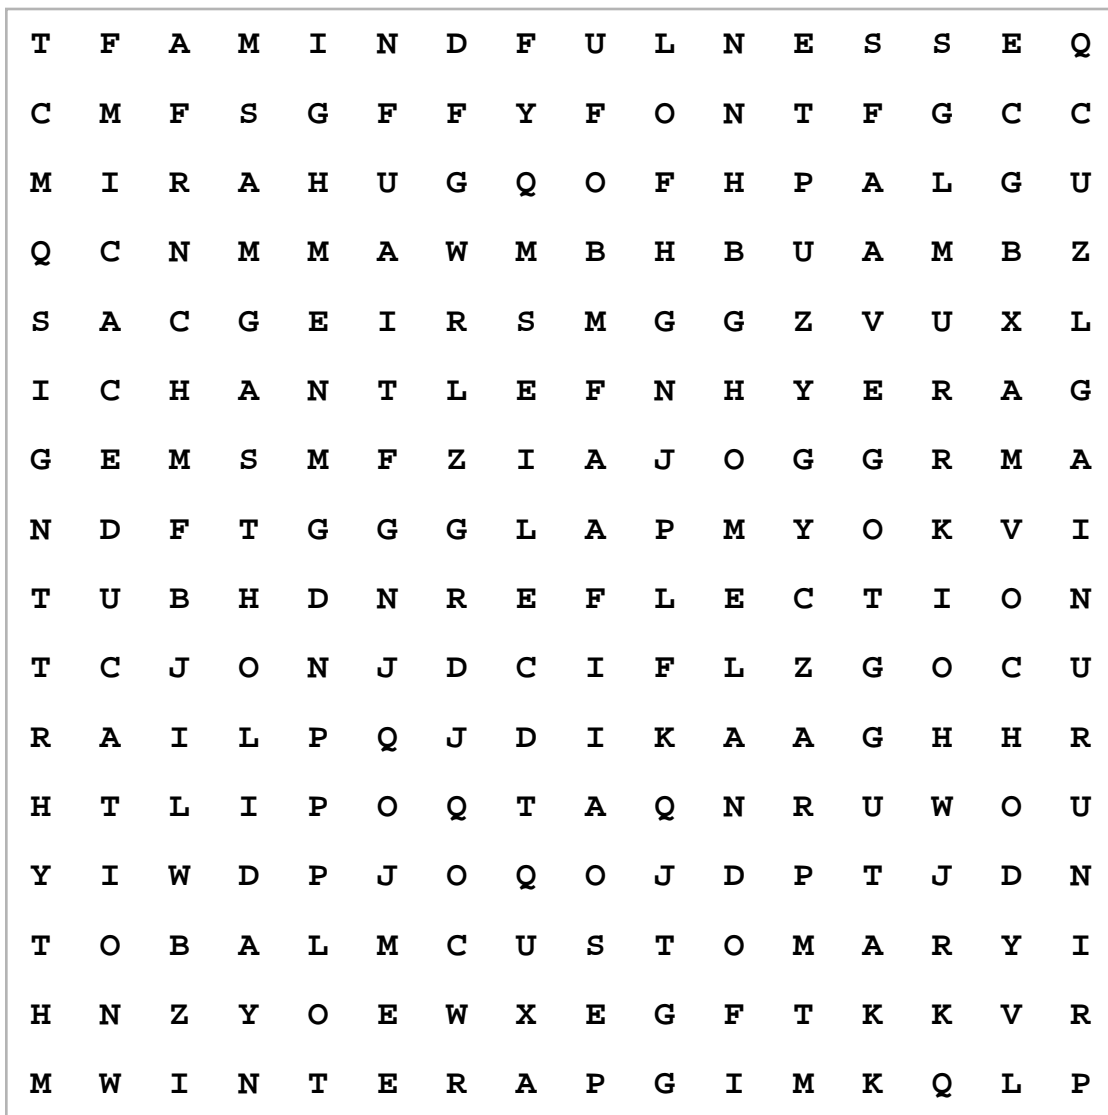 T F A M I N D F U L N E S S E Q
C M F S G F F Y F O N T F G C C
M I R A H U G Q O F H P A L G U
Q C N M M A W M B H B U A M B Z
S A C G E I R S M G G Z V U X L
I C H A N T L E F N H Y E R A G
G E M S M F Z I A J O G G R M A
N D F T G G G L A P M Y O K V I
T U B H D N R E F L E C T I O N
T C J O N J D C I F L Z G O C U
R A I L P Q J D I K A A G H H R
H T L I P O Q T A Q N R U W O U
Y I W D P J O Q O J D P T J D N
T O B A L M C U S T O M A R Y I
H N Z Y O E W X E G F T K K V R
M W I N T E R A P G I M K Q L P